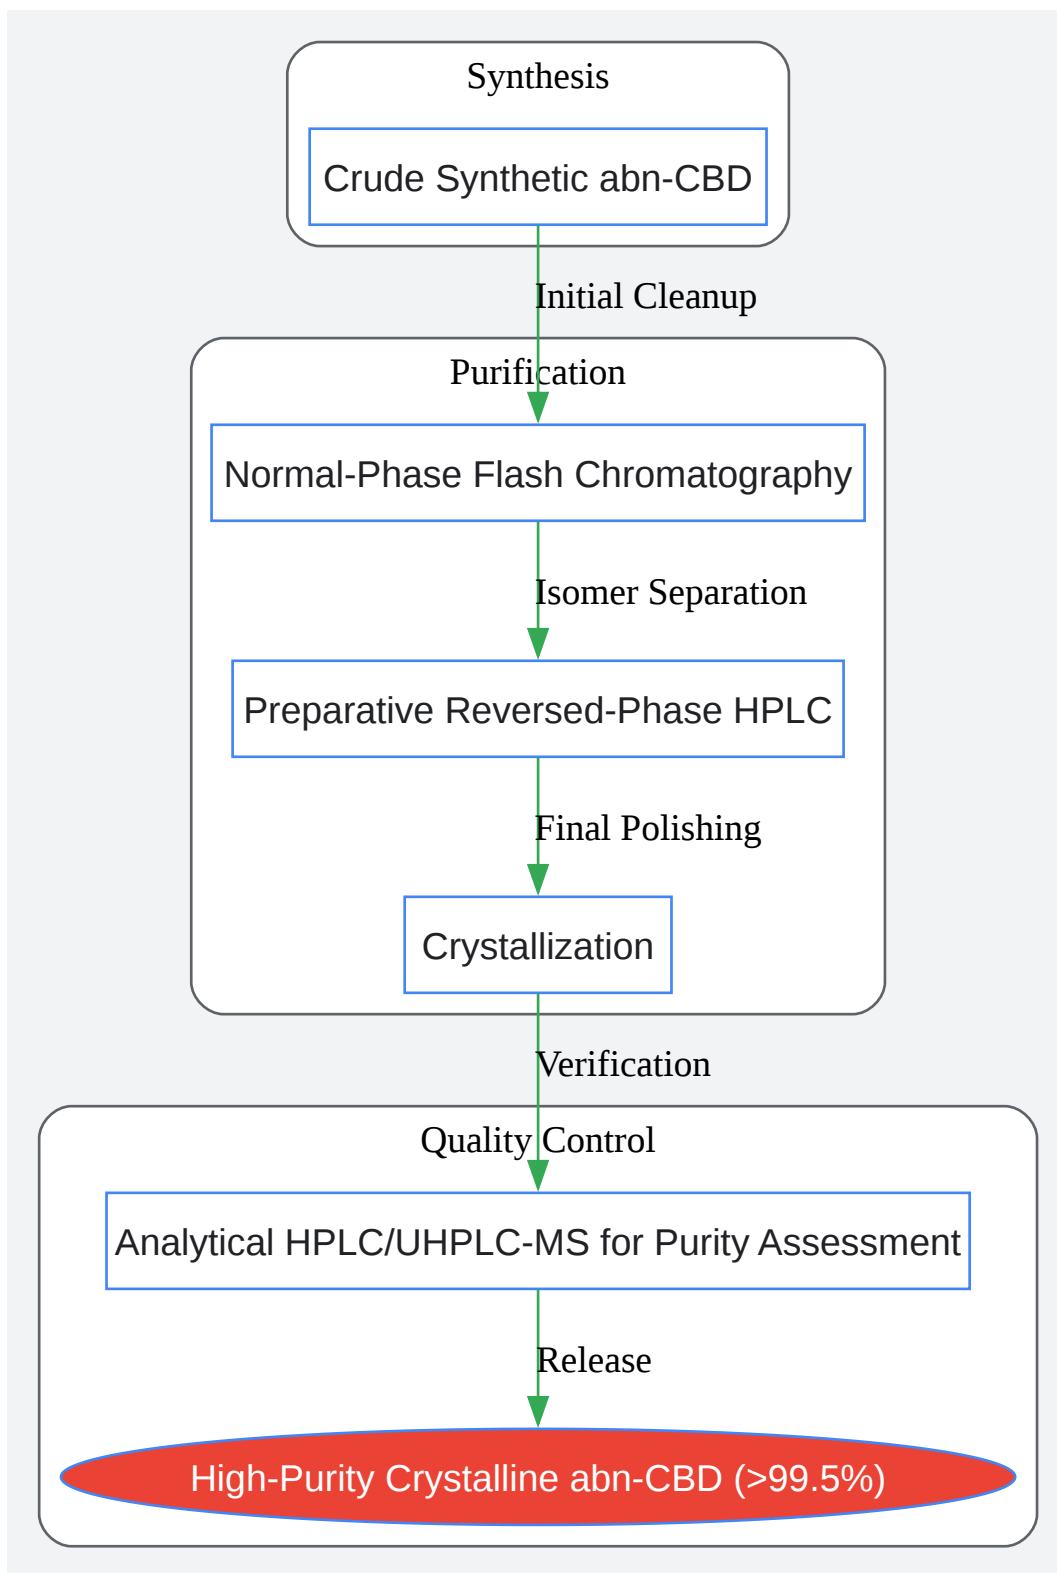 Synthesis
Crude Synthetic abn-CBD
Initial Cleanup
Purification
Normal-Phase Flash Chromatography
Isomer Separation
Preparative Reversed-Phase HPLC
Final Polishing
Crystallization
Verification
Quality Control
Analytical HPLC/UHPLC-MS for Purity Assessment
Release
High-Purity Crystalline abn-CBD (>99.5%)